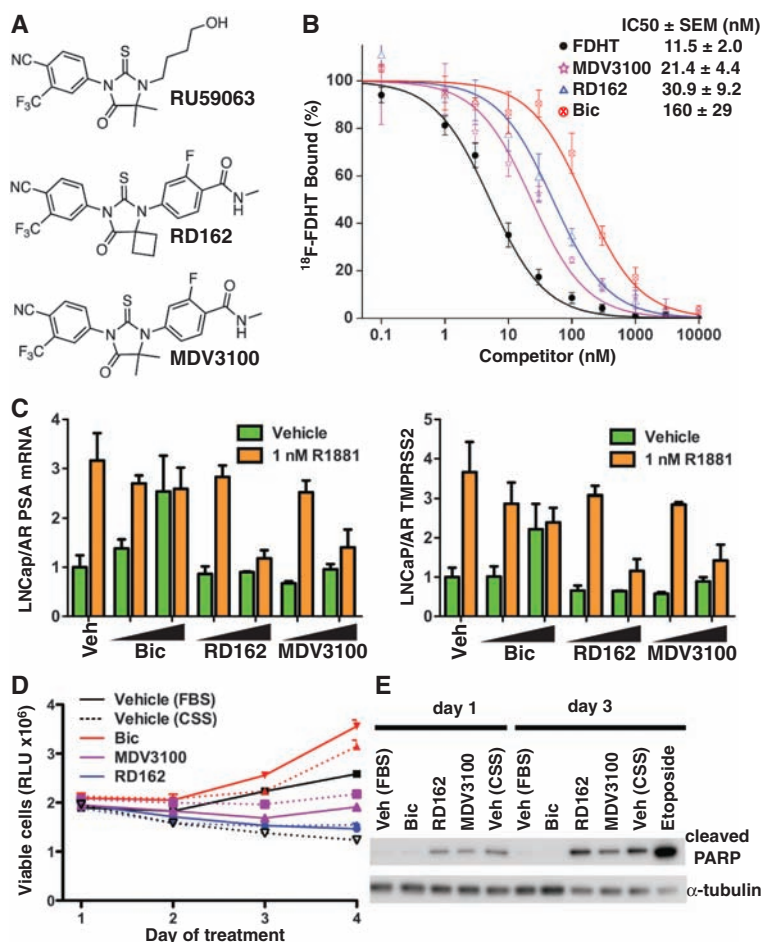 A
OH
NC
S
N
N
F3C
O
RU59063
NC
S
F
O
N
N
N
H
F3C
O
RD162
NC
S
F
O
N
N
N
H
F3C
O
MDV3100
B
IC50 ± SEM (nM)
FDHT 11.5 ± 2.0
MDV3100 21.4 ± 4.4
RD162 30.9 ± 9.2
Bic 160 ± 29
18F-FDHT Bound (%)
100
80
60
40
20
0
0.1 1 10 100 1000 10000
Competitor (nM)
C
LNCap/AR PSA mRNA
4
3
2
1
0
Vehicle
1 nM R1881
Veh Bic RD162 MDV3100
LNCaP/AR TMPRSS2
5
4
3
2
1
0
Vehicle
1 nM R1881
Veh Bic RD162 MDV3100
D
Viable cells (RLU x10⁶)
4
3
2
1
0
Vehicle (FBS)
Vehicle (CSS)
Bic
MDV3100
RD162
1 2 3 4
Day of treatment
E
day 1 day 3
Veh (FBS)
Bic
RD162
MDV3100
Veh (CSS)
Veh (FBS)
Bic
RD162
MDV3100
Veh (CSS)
Etoposide
cleaved
PARP
α-tubulin